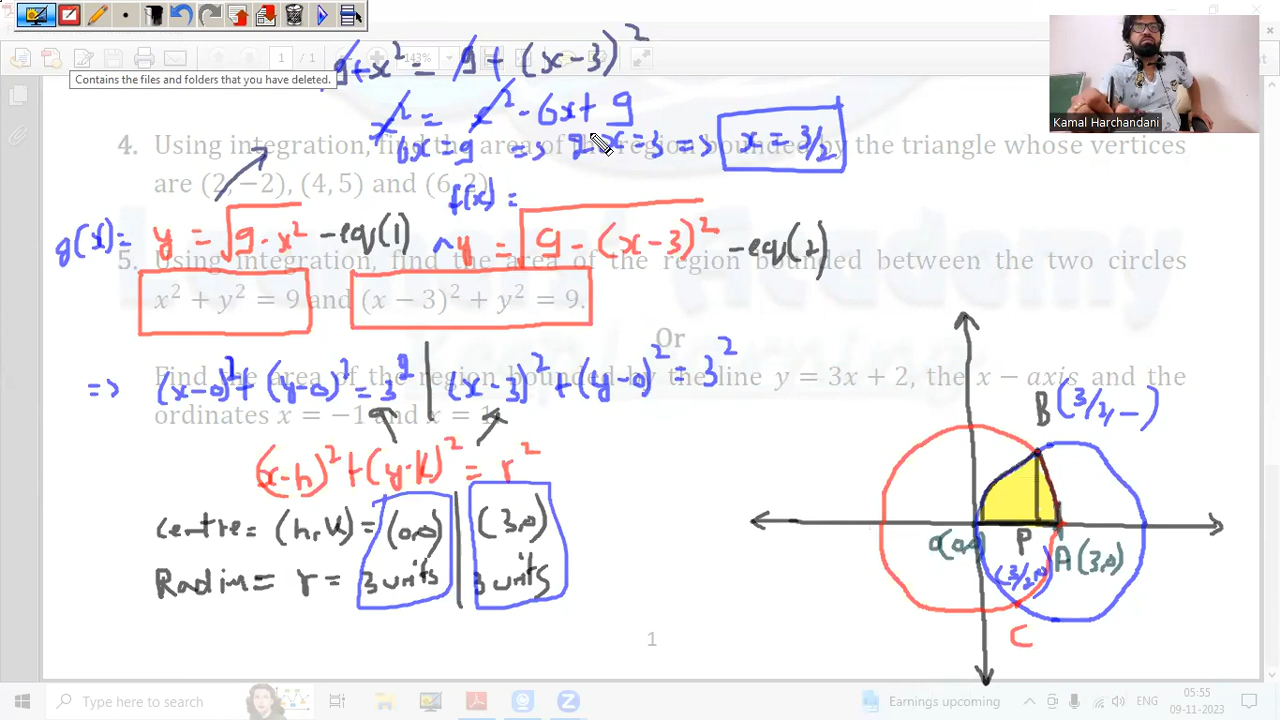 9+x² = 9 + (x-3)²
143%
1 / 1
Contains the files and folders that you have deleted.
x² = x² - 6x + 9
6x = 9 => 2x = 3 => x = 3/2
Kamal Harchandani
4. Using integration, find the area of the region bounded by the triangle whose vertices
are (2, −2), (4, 5) and (6, 2)
f(x) =
g(x) = y = √9-x² -eq(1) y = √9 - (x-3)² -eq(2)
5. Using integration, find the area of the region bounded between the two circles
x² + y² = 9 and (x − 3)² + y² = 9.
Or
Find the area of the region bounded by the line y = 3x + 2, the x − axis and the
ordinates x = −1 and x = 1
=> (x-0)²+(y-0)² = 3² | (x-3)²+(y-0)² = 3²
(x-h)²+(y-k)² = r²
centre = (h,k) = (0,0) | (3,0)
Radius = r = 3 units | 3 units
B (3/2, -)
O(0,0) P A(3,0)
(3/2,0)
C
1
Type here to search
Earnings upcoming
ENG
05:55
09-11-2023